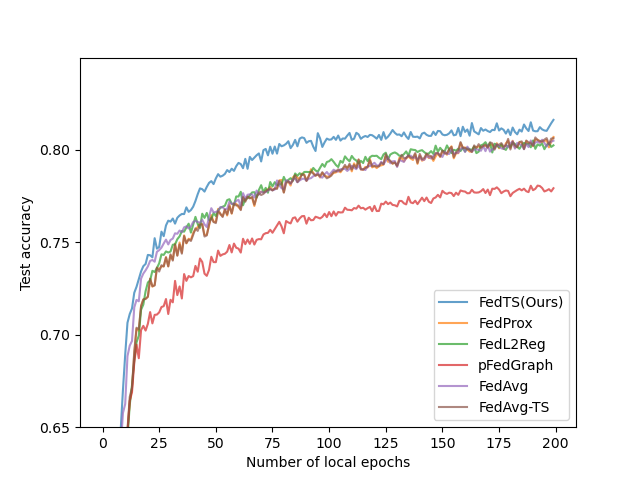 0.80
0.75
0.70
0.65
Test accuracy
0
25
50
75
100
125
150
175
200
Number of local epochs
FedTS(Ours)
FedProx
FedL2Reg
pFedGraph
FedAvg
FedAvg-TS